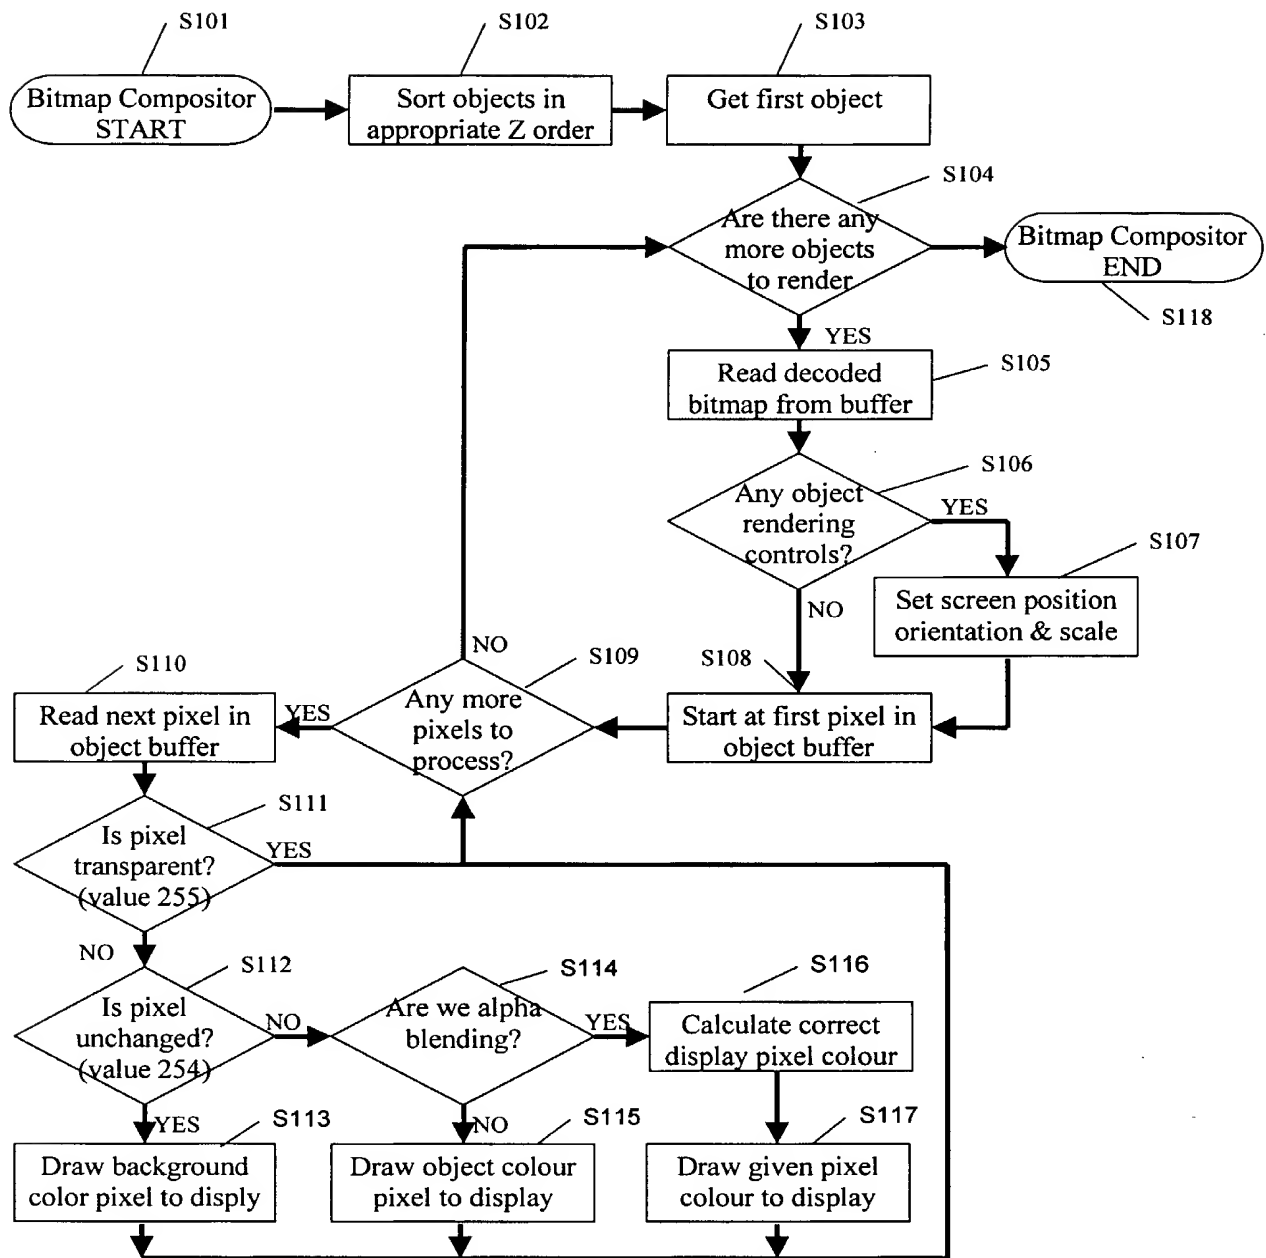 S101
S102
S103
Bitmap Compositor
START
Sort objects in
appropriate Z order
Get first object
S104
Are there any
more objects
to render
Bitmap Compositor
END
S118
YES
Read decoded
bitmap from buffer
S105
S106
Any object
rendering
controls?
YES
S107
NO
Set screen position
orientation & scale
S108
Start at first pixel in
object buffer
NO
S109
Any more
pixels to
process?
S110
YES
Read next pixel in
object buffer
S111
Is pixel
transparent?
(value 255)
YES
NO
S112
Is pixel
unchanged?
(value 254)
NO
S114
Are we alpha
blending?
YES
S116
Calculate correct
display pixel colour
YES
S113
Draw background
color pixel to disply
NO
S115
Draw object colour
pixel to display
S117
Draw given pixel
colour to display